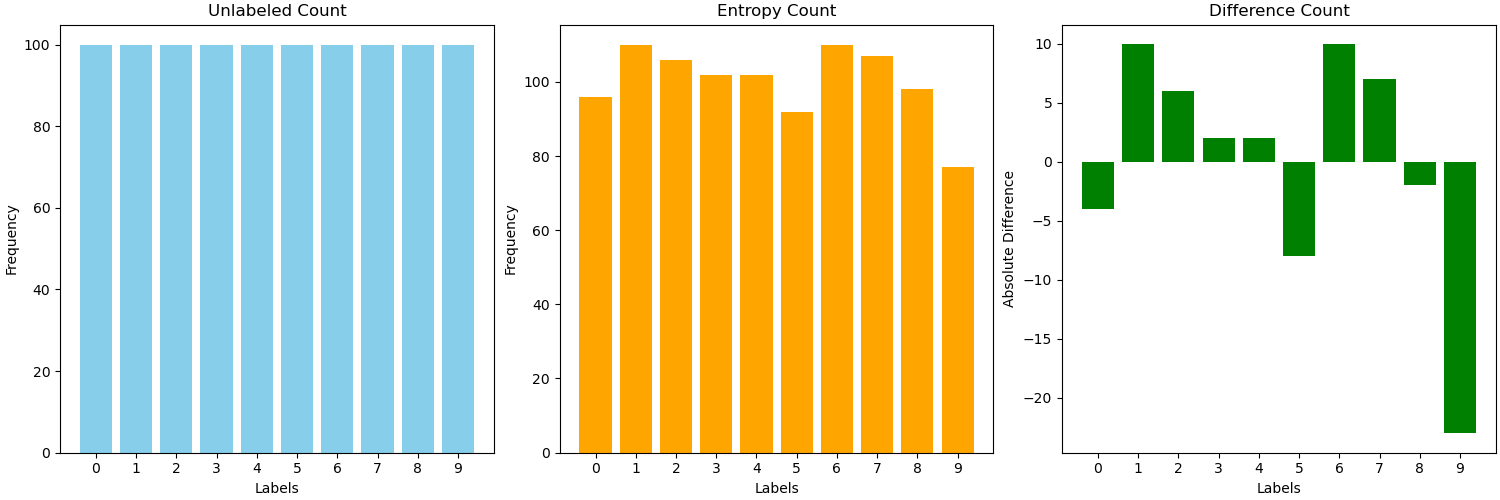 Unlabeled Count
Frequency
100
80
60
40
20
0
0 1 2 3 4 5 6 7 8 9
Labels
Entropy Count
Frequency
100
80
60
40
20
0
0 1 2 3 4 5 6 7 8 9
Labels
Difference Count
Absolute Difference
10
5
0
−5
−10
−15
−20
0 1 2 3 4 5 6 7 8 9
Labels